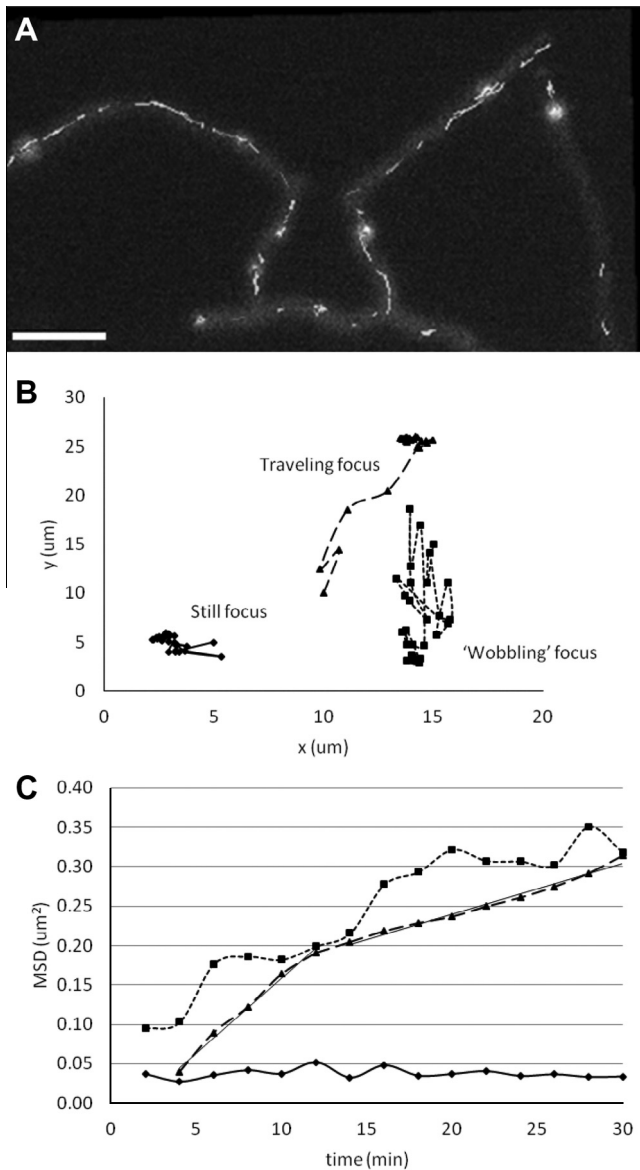 A
B
30
25
20
15
10
5
0
y (um)
Traveling focus
Still focus
'Wobbling' focus
0 5 10 15 20
x (um)
C
0.40
0.35
0.30
0.25
0.20
0.15
0.10
0.05
0.00
MSD (um²)
0 5 10 15 20 25 30
time (min)